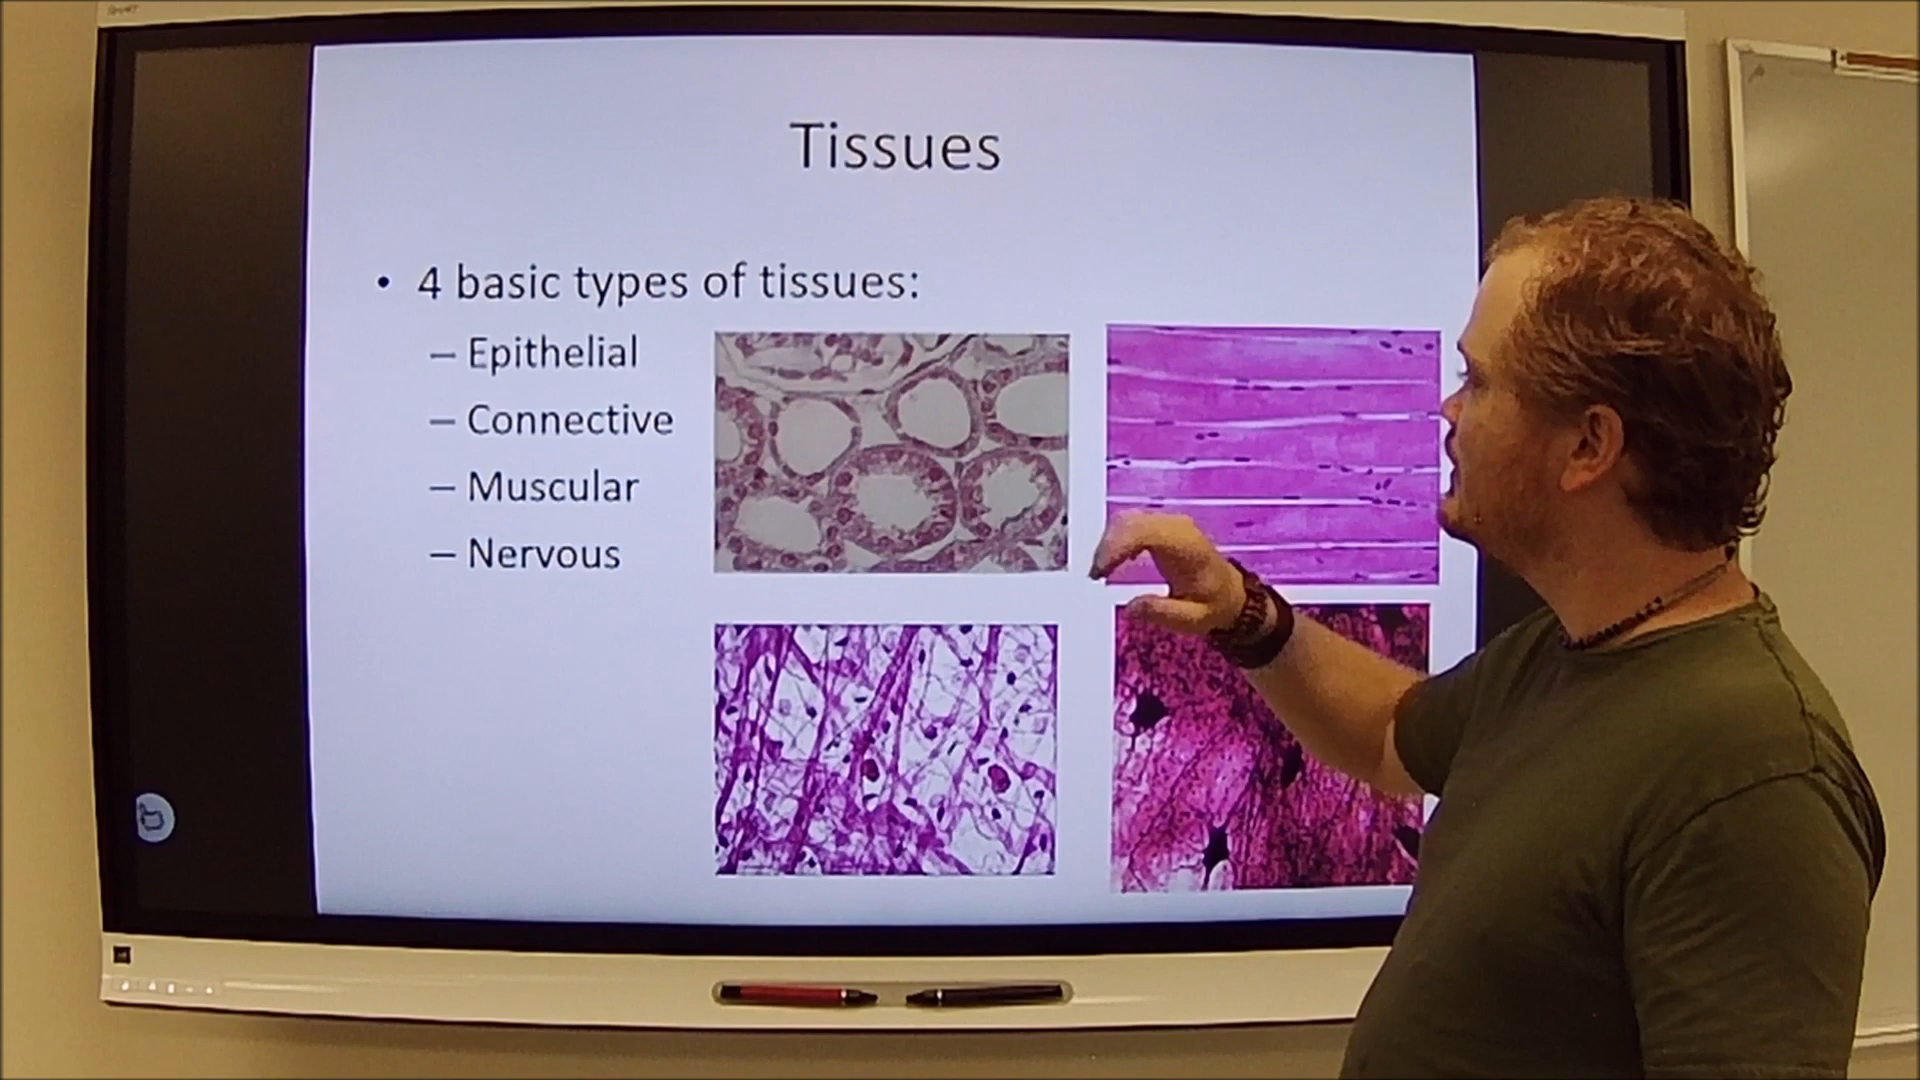 Tissues
• 4 basic types of tissues:
– Epithelial
– Connective
– Muscular
– Nervous